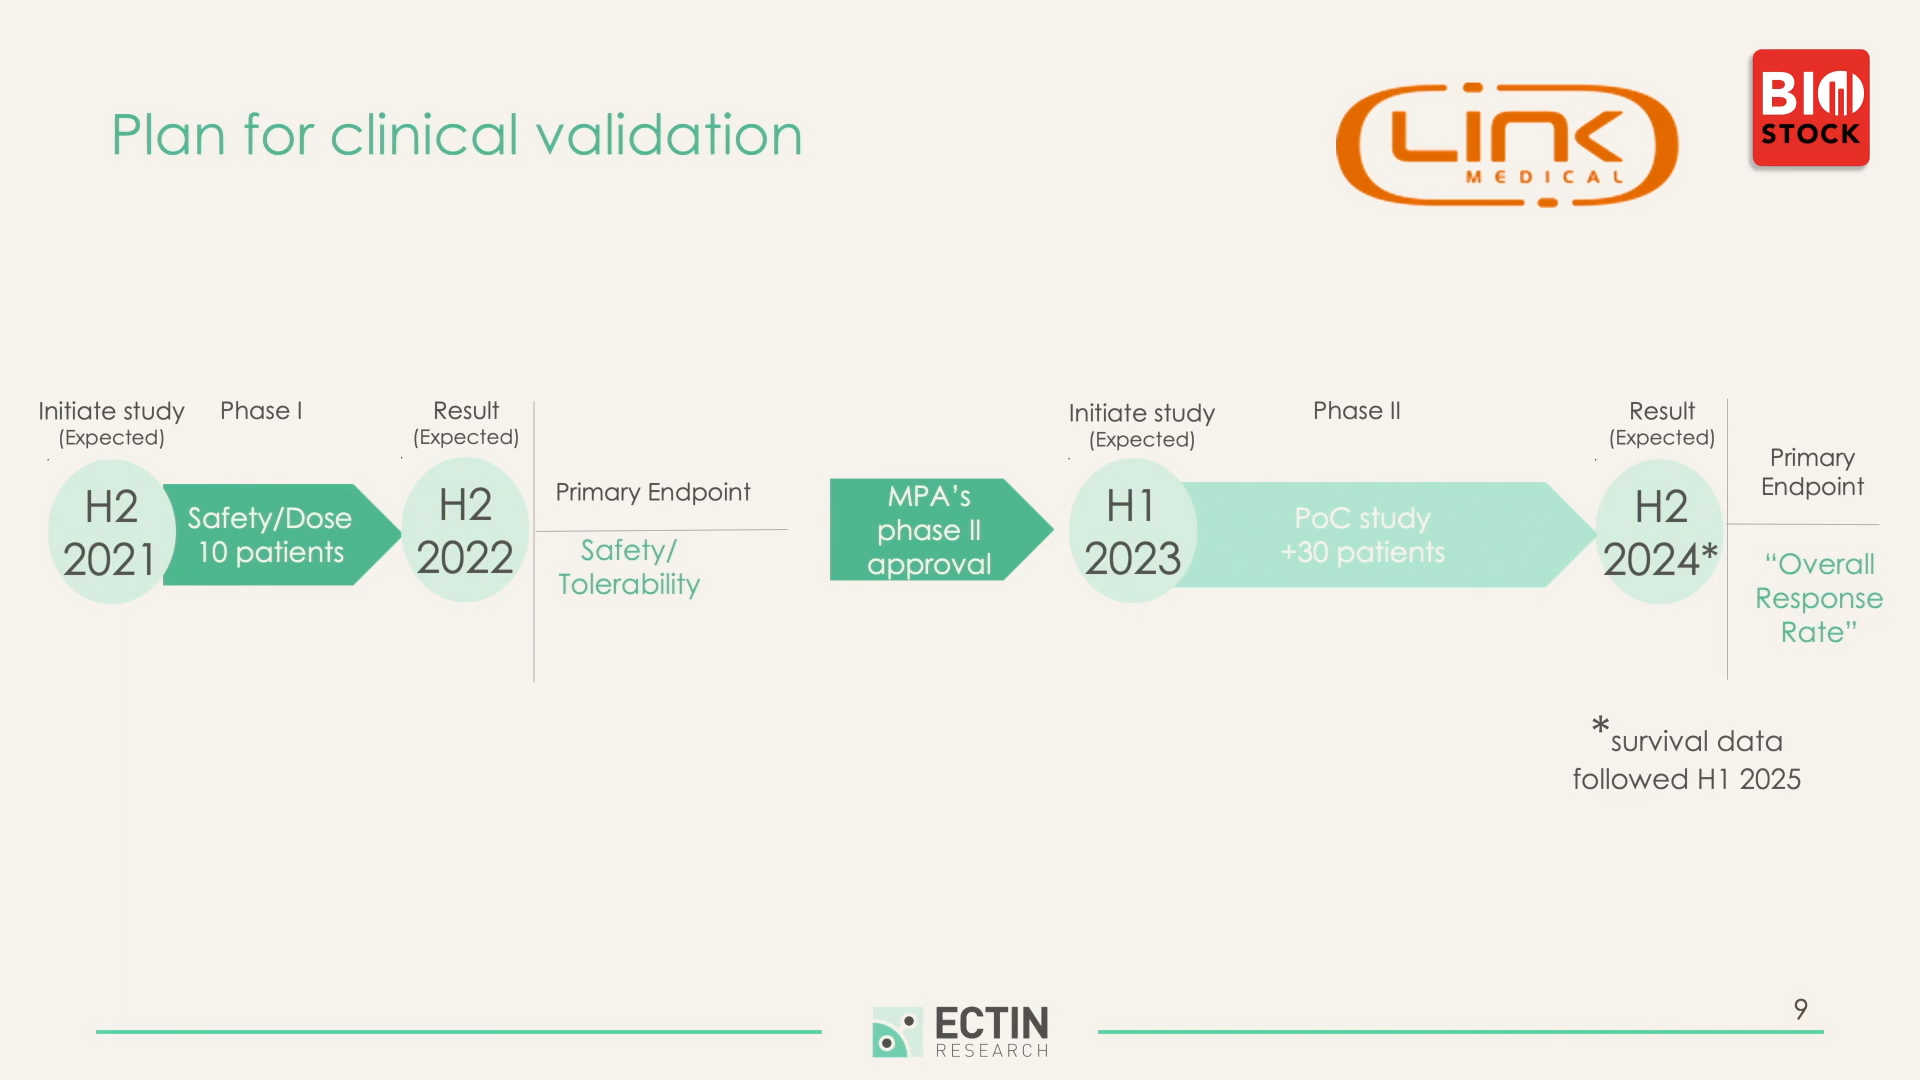 Plan for clinical validation
LINK
MEDICAL
BIO
STOCK
Initiate study
(Expected)
H2
2021
Phase I
Safety/Dose
10 patients
Result
(Expected)
H2
2022
Primary Endpoint
Safety/
Tolerability
MPA’s
phase II
approval
Initiate study
(Expected)
H1
2023
Phase II
PoC study
+30 patients
Result
(Expected)
H2
2024*
Primary
Endpoint
“Overall
Response
Rate”
*survival data
followed H1 2025
ECTIN
RESEARCH
9